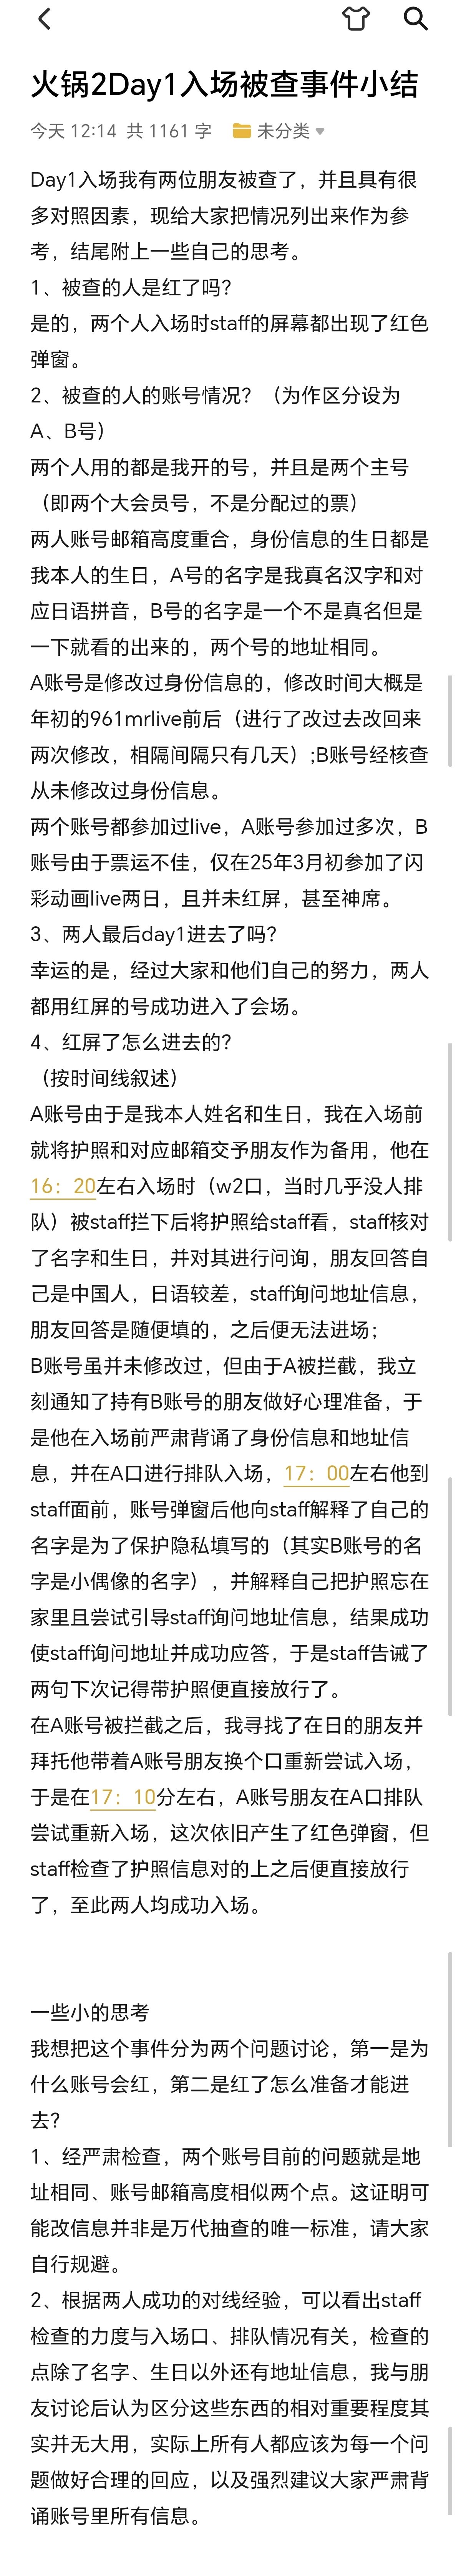 火锅2Day1入场被查事件小结
今天 12:14 共 1161 字 未分类
Day1入场我有两位朋友被查了，并且具有很
多对照因素，现给大家把情况列出来作为参
考，结尾附上一些自己的思考。
1、被查的人是红了吗？
是的，两个人入场时staff的屏幕都出现了红色
弹窗。
2、被查的人的账号情况？（为作区分设为
A、B号）
两个人用的都是我开的号，并且是两个主号
（即两个大会员号，不是分配过的票）
两人账号邮箱高度重合，身份信息的生日都是
我本人的生日，A号的名字是我真名汉字和对
应日语拼音，B号的名字是一个不是真名但是
一下就看的出来的，两个号的地址相同。
A账号是修改过身份信息的，修改时间大概是
年初的961mrlive前后（进行了改过去改回来
两次修改，相隔间隔只有几天）;B账号经核查
从未修改过身份信息。
两个账号都参加过live，A账号参加过多次，B
账号由于票运不佳，仅在25年3月初参加了闪
彩动画live两日，且并未红屏，甚至神席。
3、两人最后day1进去了吗？
幸运的是，经过大家和他们自己的努力，两人
都用红屏的号成功进入了会场。
4、红屏了怎么进去的？
（按时间线叙述）
A账号由于是我本人姓名和生日，我在入场前
就将护照和对应邮箱交予朋友作为备用，他在
16：20左右入场时（w2口，当时几乎没人排
队）被staff拦下后将护照给staff看，staff核对
了名字和生日，并对其进行问询，朋友回答自
己是中国人，日语较差，staff询问地址信息，
朋友回答是随便填的，之后便无法进场；
B账号虽并未修改过，但由于A被拦截，我立
刻通知了持有B账号的朋友做好心理准备，于
是他在入场前严肃背诵了身份信息和地址信
息，并在A口进行排队入场，17：00左右他到
staff面前，账号弹窗后他向staff解释了自己的
名字是为了保护隐私填写的（其实B账号的名
字是小偶像的名字），并解释自己把护照忘在
家里且尝试引导staff询问地址信息，结果成功
使staff询问地址并成功应答，于是staff告诫了
两句下次记得带护照便直接放行了。
在A账号被拦截之后，我寻找了在日的朋友并
拜托他带着A账号朋友换个口重新尝试入场，
于是在17：10分左右，A账号朋友在A口排队
尝试重新入场，这次依旧产生了红色弹窗，但
staff检查了护照信息对的上之后便直接放行
了，至此两人均成功入场。
一些小的思考
我想把这个事件分为两个问题讨论，第一是为
什么账号会红，第二是红了怎么准备才能进
去？
1、经严肃检查，两个账号目前的问题就是地
址相同、账号邮箱高度相似两个点。这证明可
能改信息并非是万代抽查的唯一标准，请大家
自行规避。
2、根据两人成功的对线经验，可以看出staff
检查的力度与入场口、排队情况有关，检查的
点除了名字、生日以外还有地址信息，我与朋
友讨论后认为区分这些东西的相对重要程度其
实并无大用，实际上所有人都应该为每一个问
题做好合理的回应，以及强烈建议大家严肃背
诵账号里所有信息。